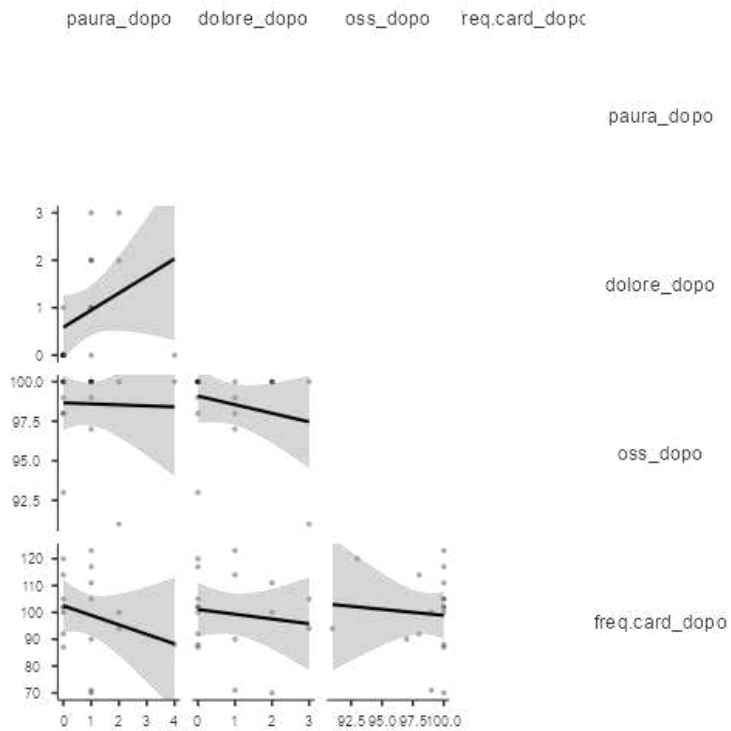 paura_dopo dolore_dopo oss_dopo req.card_dopo
paura_dopo
3
2
dolore_dopo
1
0
100.0
97.5
oss_dopo
95.0
92.5
120
110
100
freq.card_dopo
90
80
70
0 1 2 3 4 0 1 2 3 92.5 95.0 97.5 100.0